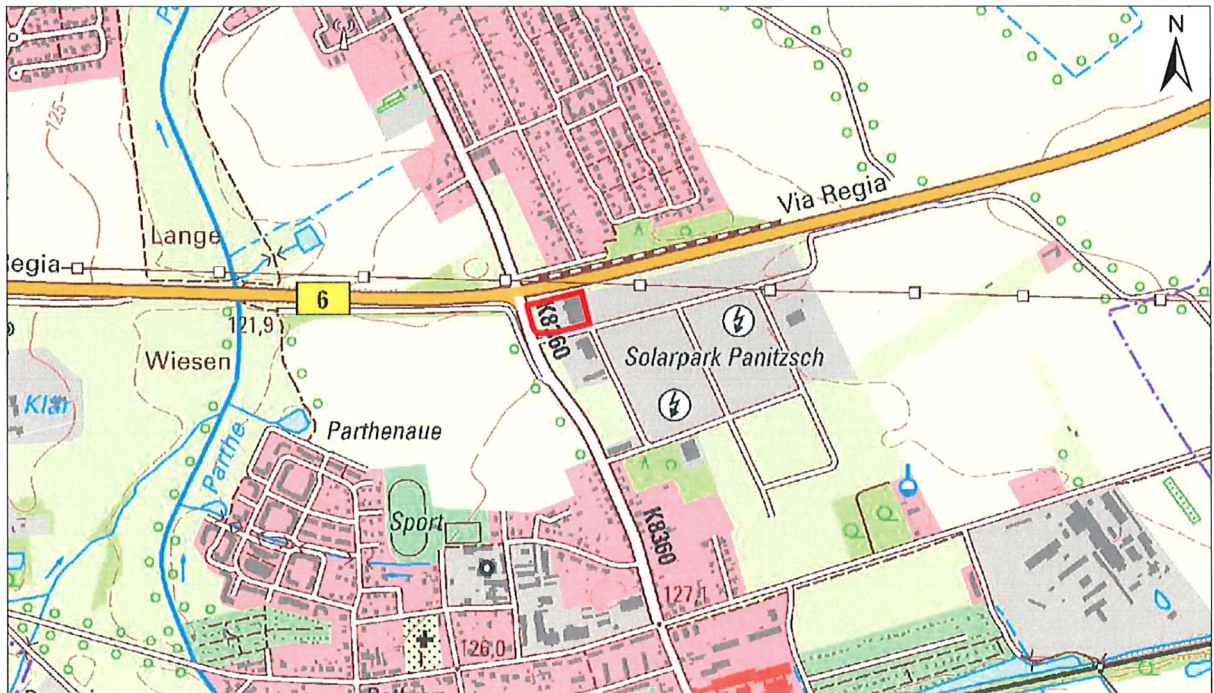 N
125
Via Regia
Lange
egia
6
121,9
K8360
Wiesen
Solarpark Panitzsch
Klär
Parthe
Parthenaue
Sport
K8360
127,1
126,0